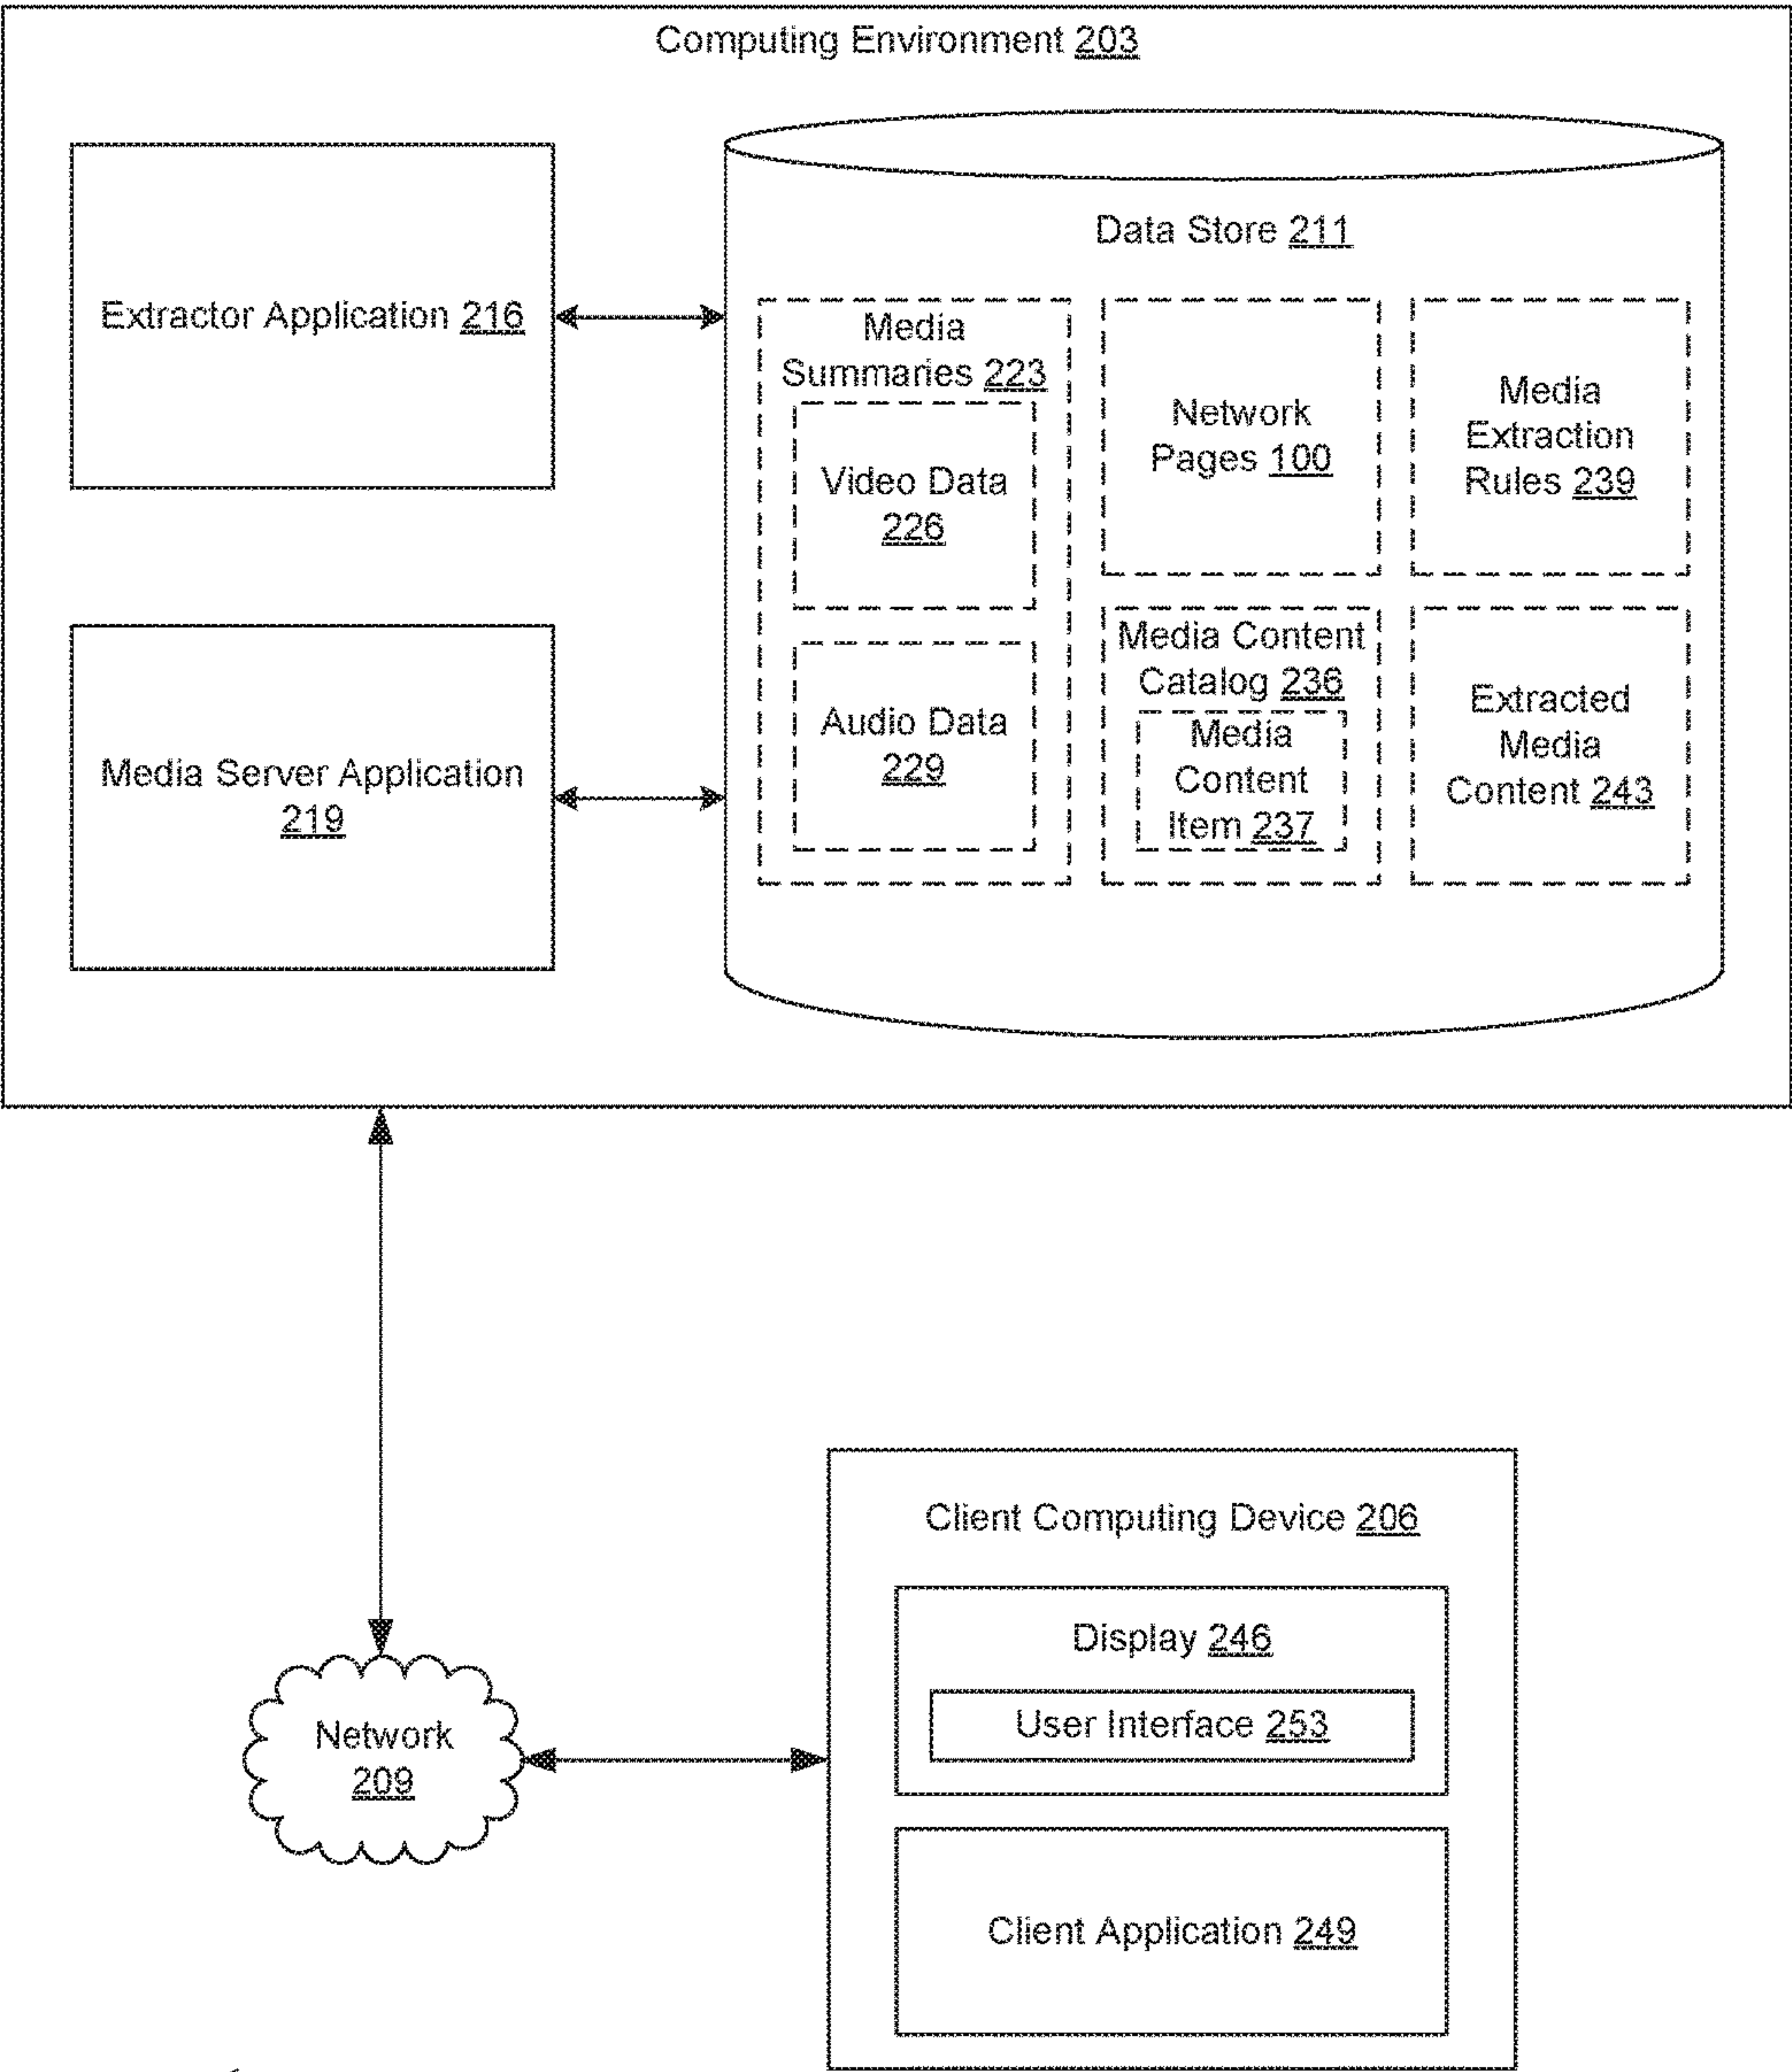 Computing Environment 203
Data Store 211
Extractor Application 216
Media
Summaries 223
Video Data
226
Audio Data
229
Network
Pages 100
Media
Extraction
Rules 239
Media Server Application
219
Media Content
Catalog 236
Media
Content
Item 237
Extracted
Media
Content 243
Client Computing Device 206
Display 246
User Interface 253
Network
209
Client Application 249